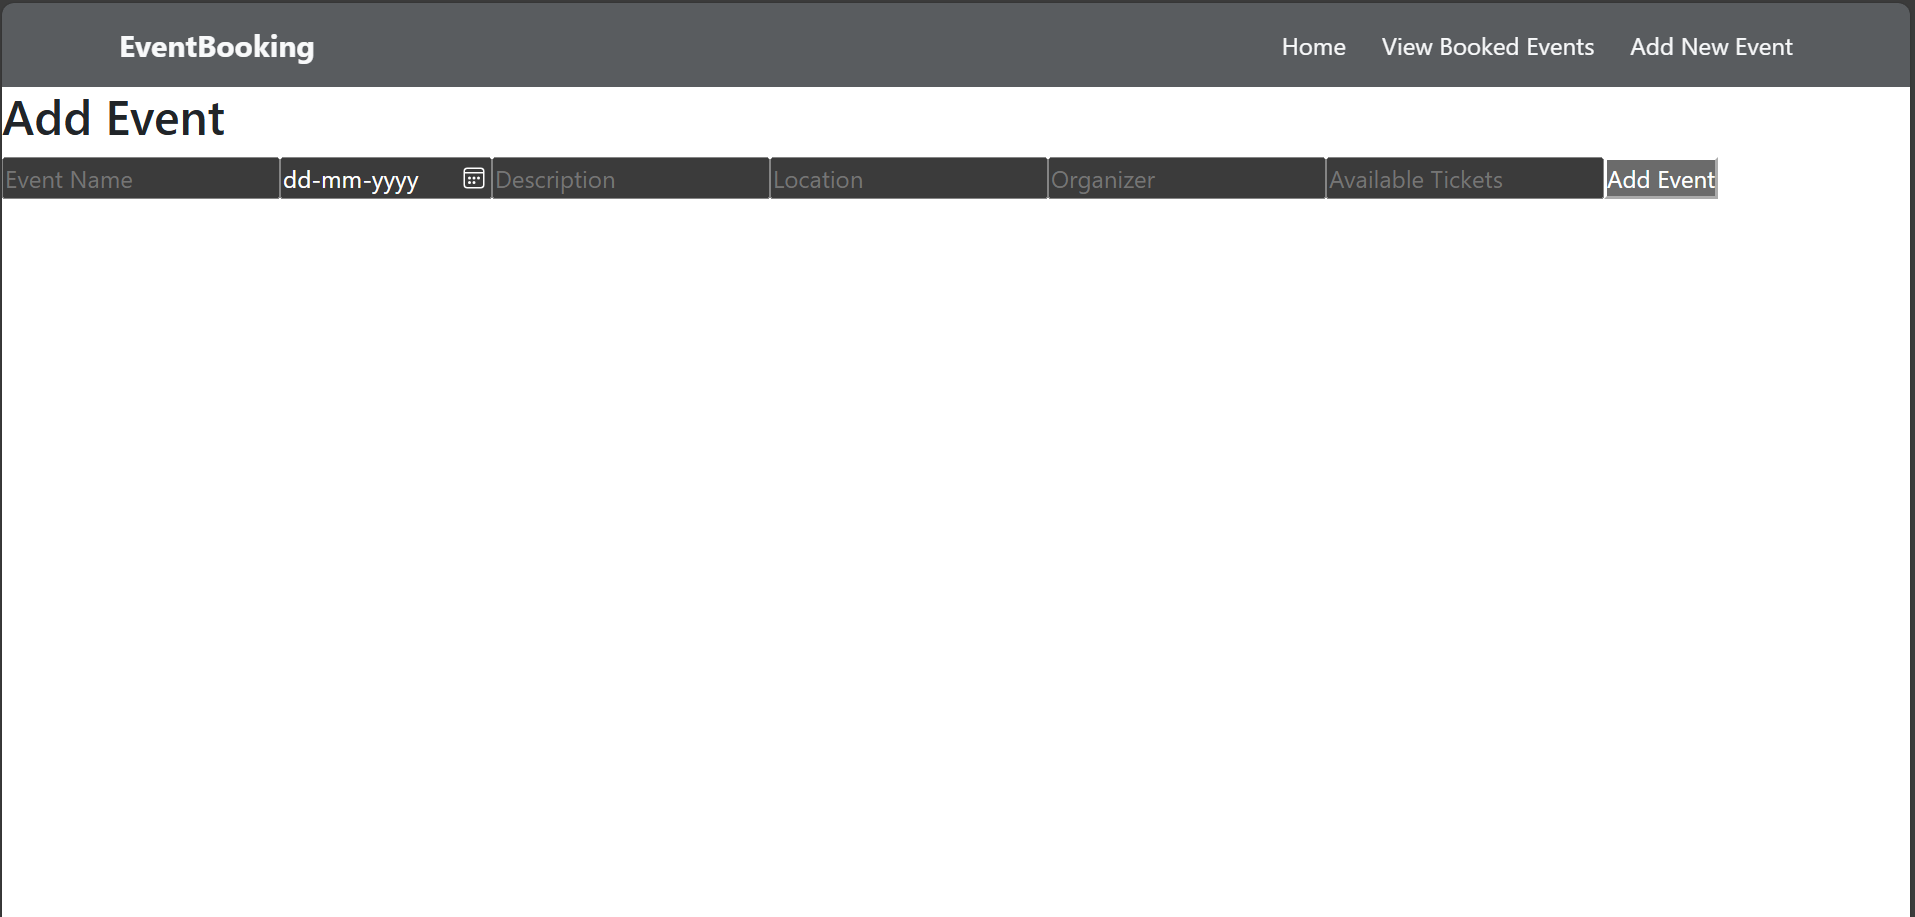 EventBooking Home View Booked Events Add New Event
Add Event
Event Name dd-mm-yyyy Description Location Organizer Available Tickets Add Event